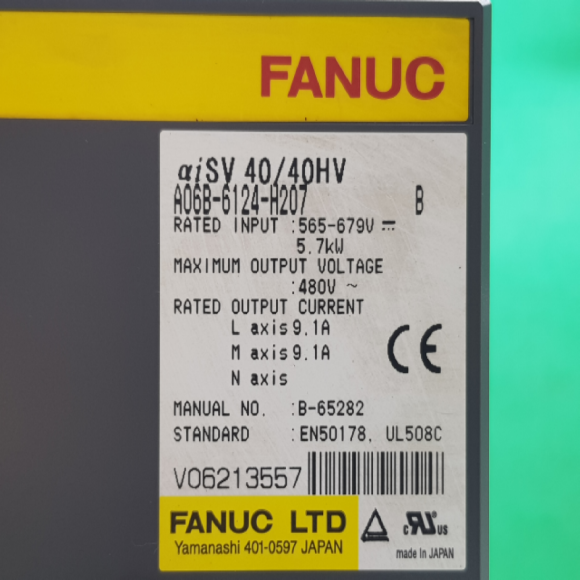 FANUC
αiSV 40/40HV
A06B-6124-H207 B
RATED INPUT :565-679V ⎓
5.7kW
MAXIMUM OUTPUT VOLTAGE
:480V ~
RATED OUTPUT CURRENT
L axis 9.1A
M axis 9.1A
N axis
CE
MANUAL NO. :B-65282
STANDARD :EN50178, UL508C
V06213557
FANUC LTD
Yamanashi 401-0597 JAPAN
c RU US
made in JAPAN